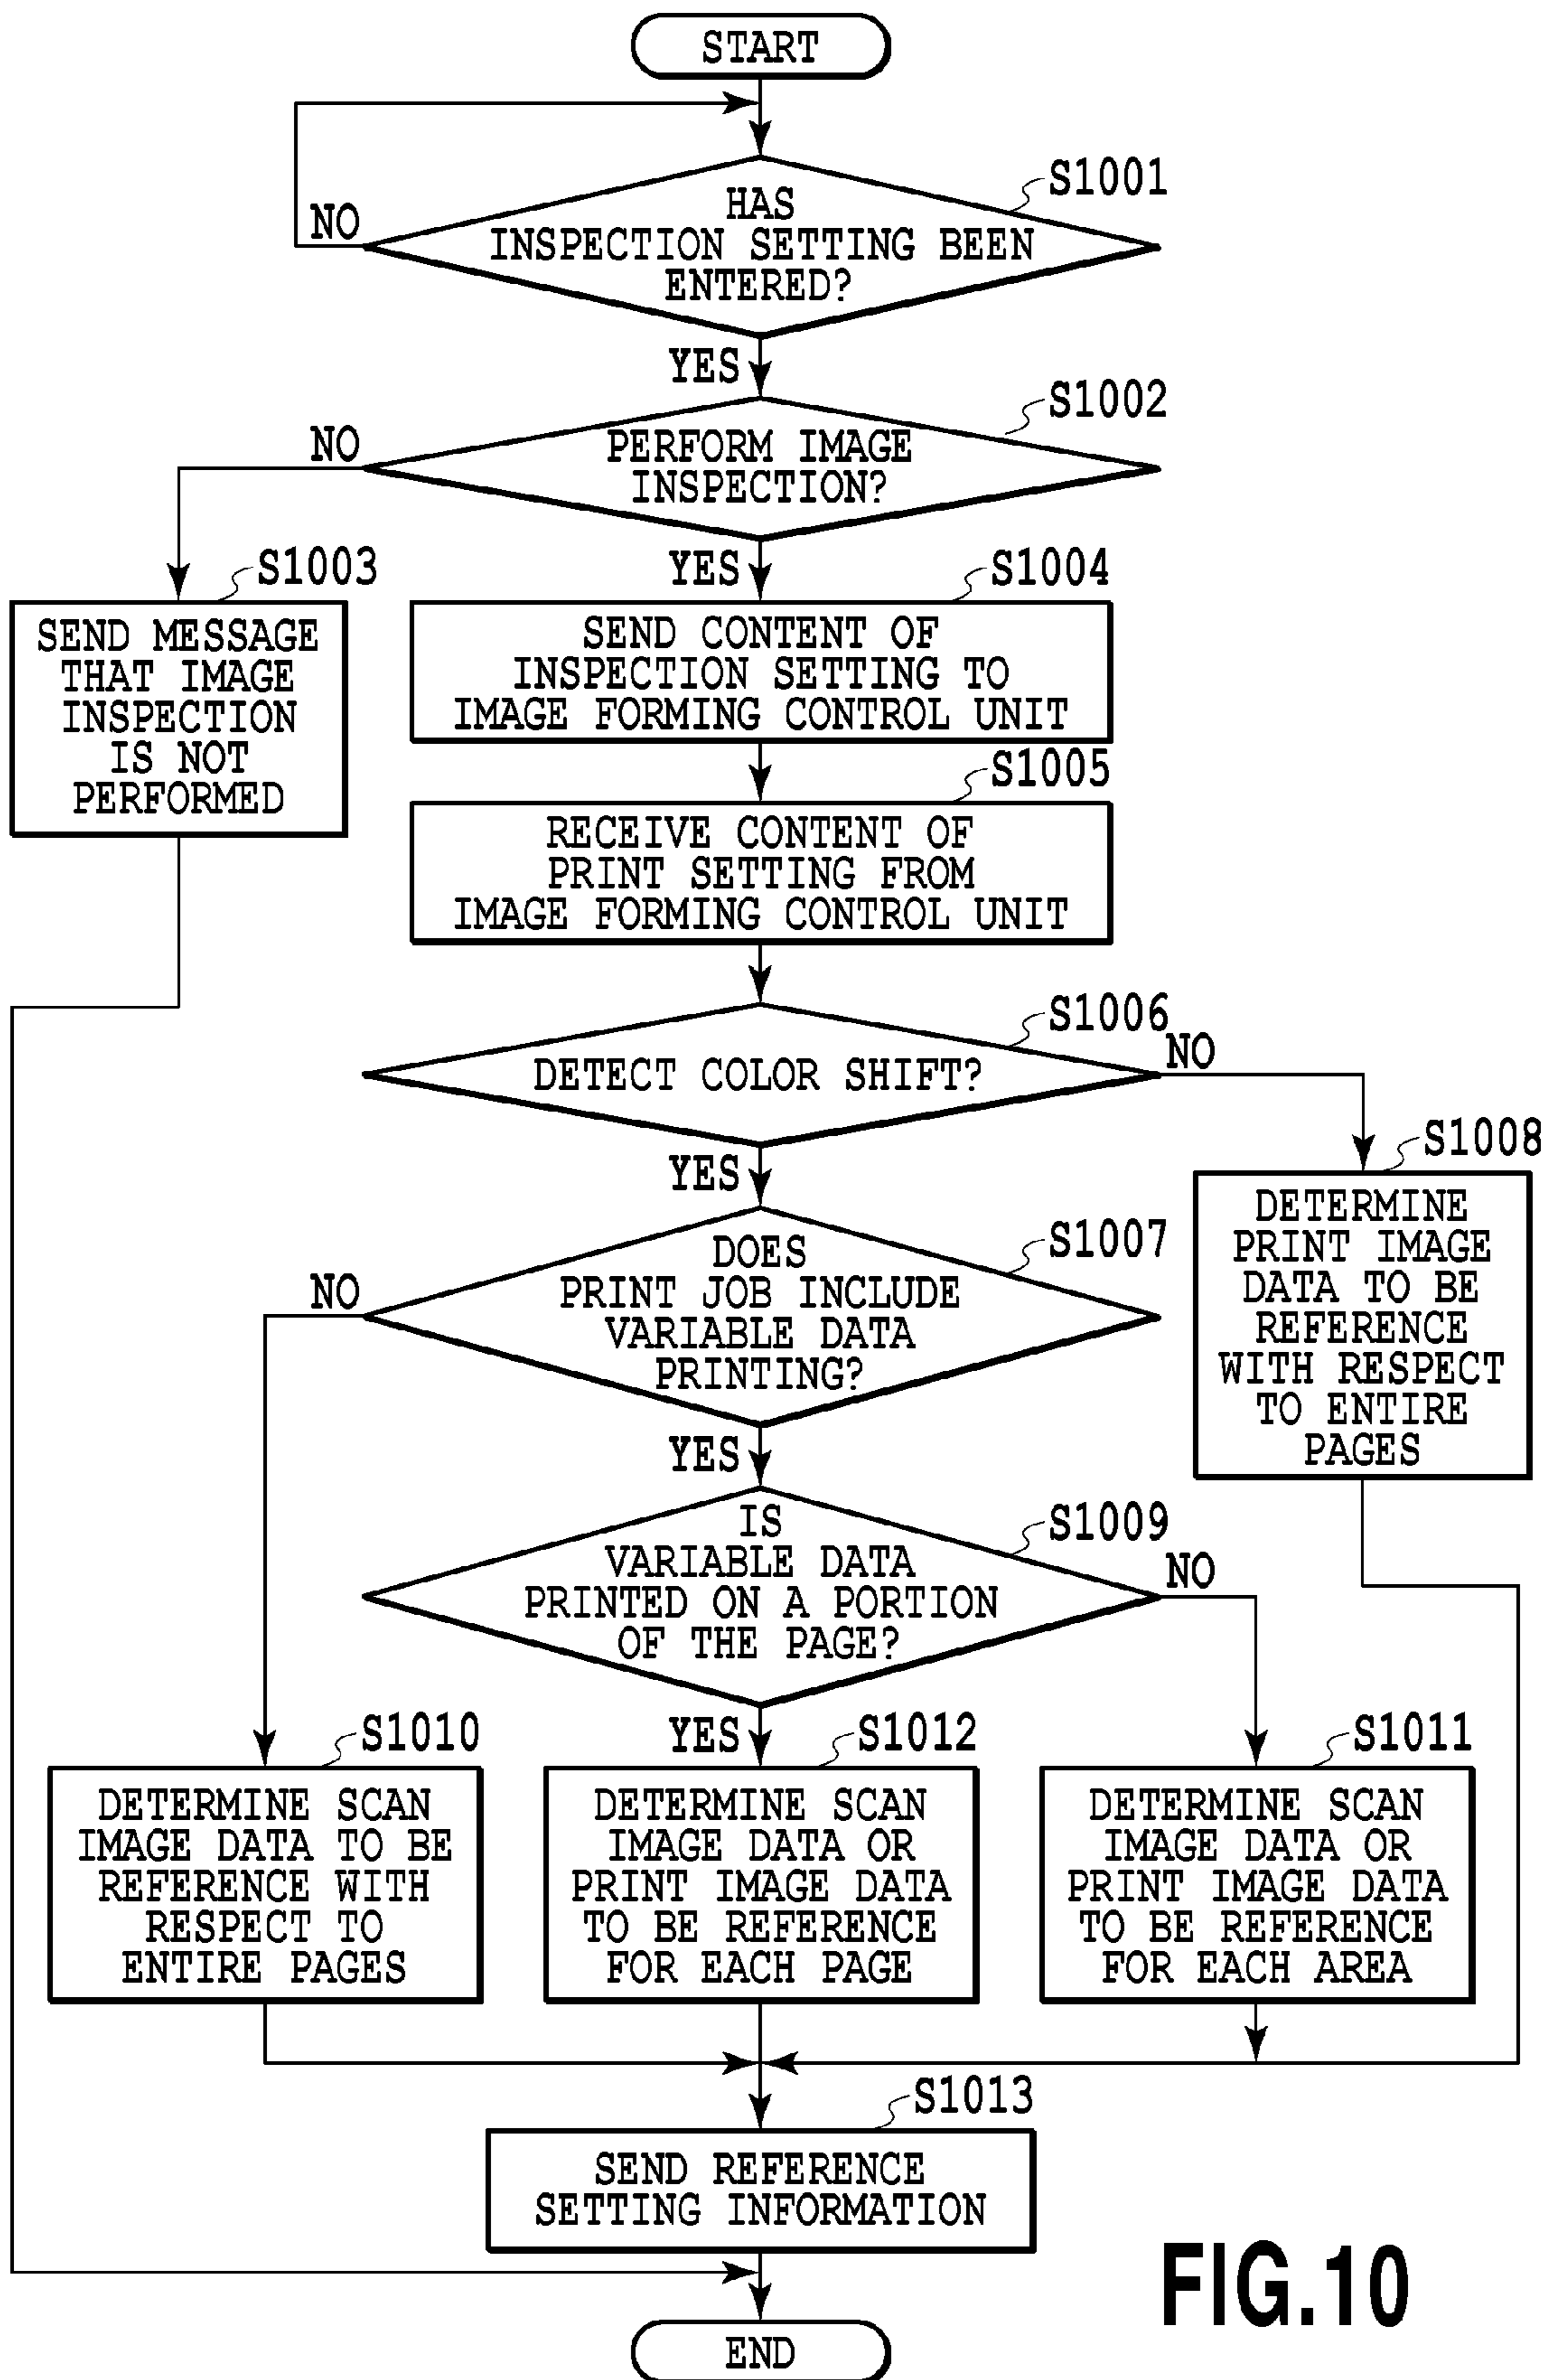 START
S1001
HAS
INSPECTION SETTING BEEN
ENTERED?
NO
YES
S1002
NO
PERFORM IMAGE
INSPECTION?
YES
S1003
SEND MESSAGE
THAT IMAGE
INSPECTION
IS NOT
PERFORMED
S1004
SEND CONTENT OF
INSPECTION SETTING TO
IMAGE FORMING CONTROL UNIT
S1005
RECEIVE CONTENT OF
PRINT SETTING FROM
IMAGE FORMING CONTROL UNIT
S1006
DETECT COLOR SHIFT?
NO
YES
S1008
DETERMINE
PRINT IMAGE
DATA TO BE
REFERENCE
WITH RESPECT
TO ENTIRE
PAGES
S1007
DOES
PRINT JOB INCLUDE
VARIABLE DATA
PRINTING?
NO
YES
S1009
IS
VARIABLE DATA
PRINTED ON A PORTION
OF THE PAGE?
NO
YES
S1010
DETERMINE SCAN
IMAGE DATA TO BE
REFERENCE WITH
RESPECT TO
ENTIRE PAGES
S1012
DETERMINE SCAN
IMAGE DATA OR
PRINT IMAGE DATA
TO BE REFERENCE
FOR EACH PAGE
S1011
DETERMINE SCAN
IMAGE DATA OR
PRINT IMAGE DATA
TO BE REFERENCE
FOR EACH AREA
S1013
SEND REFERENCE
SETTING INFORMATION
END
FIG.10